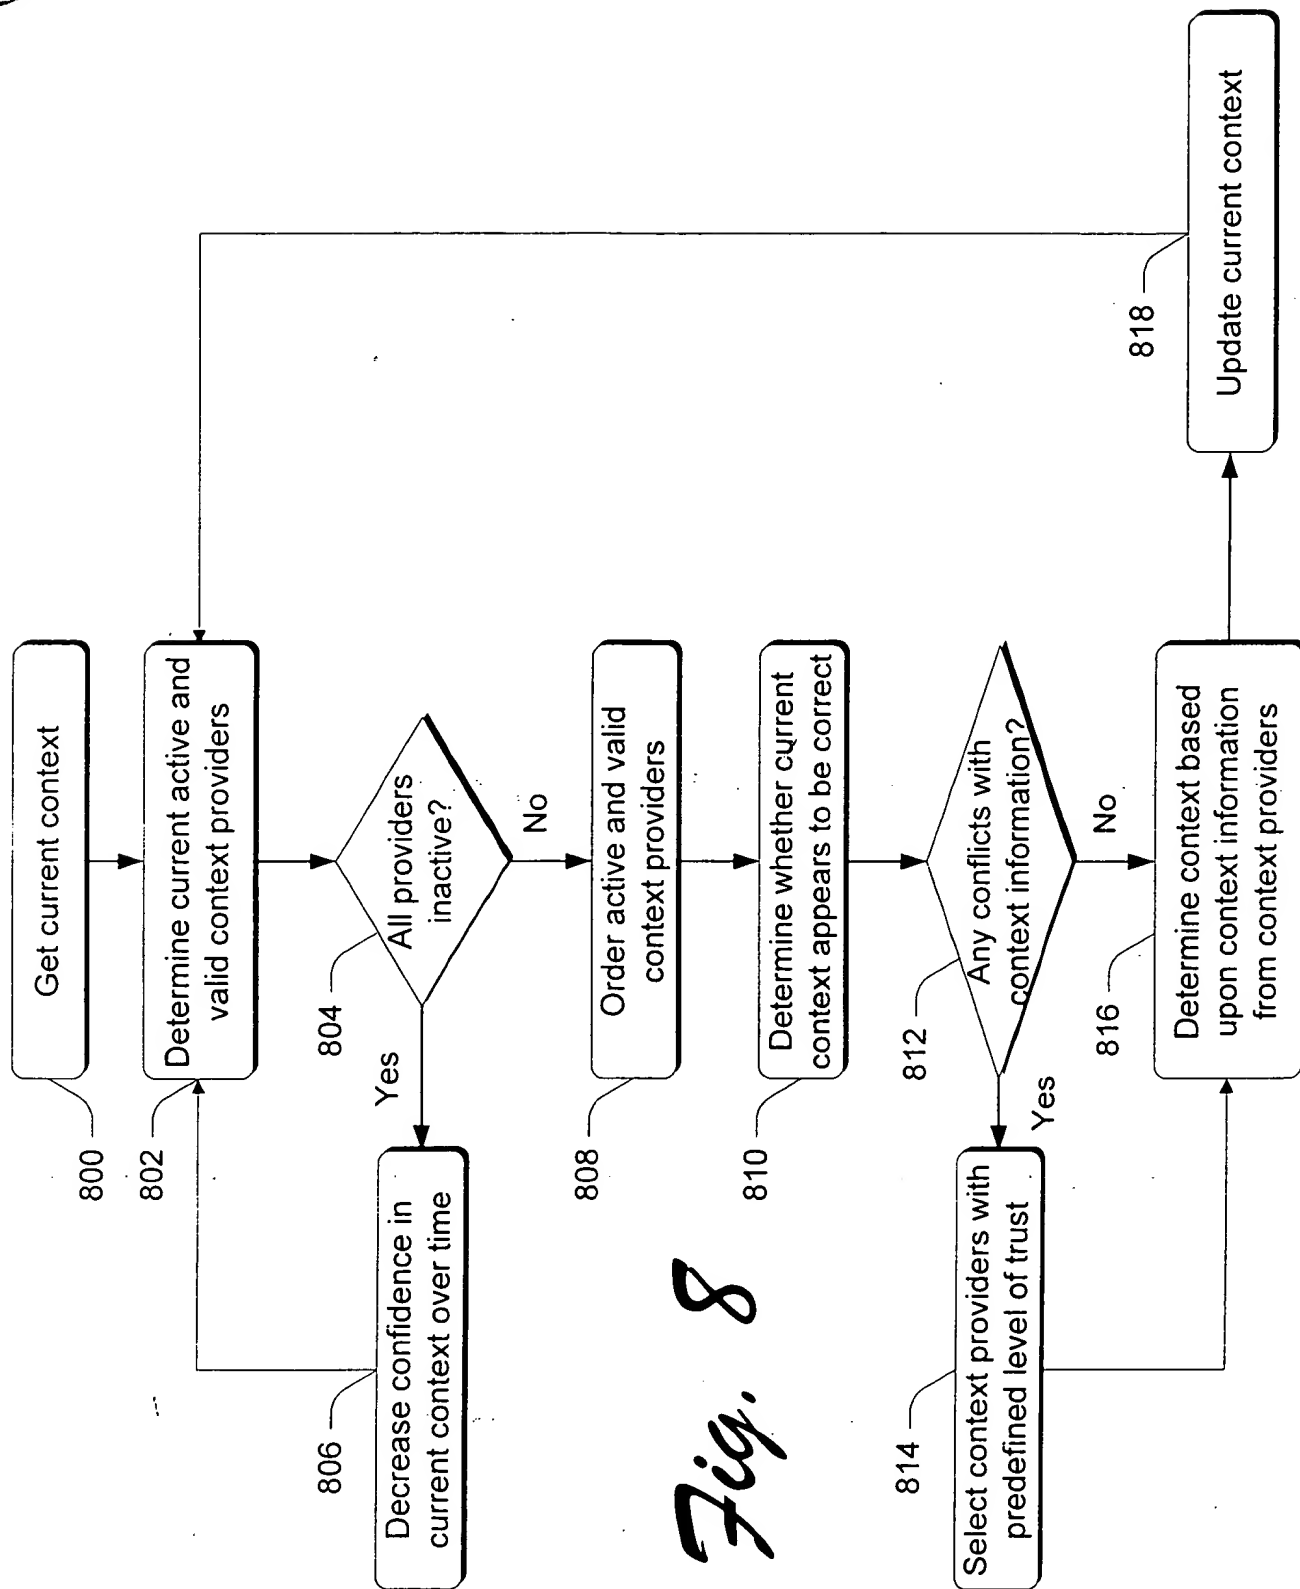 Get current context
800
Determine current active and
valid context providers
802
All providers
inactive?
804
Yes
No
Decrease confidence in
current context over time
806
Order active and valid
context providers
808
Determine whether current
context appears to be correct
810
Any conflicts with
context information?
812
Yes
No
Select context providers with
predefined level of trust
814
Determine context based
upon context information
from context providers
816
Update current context
818
Fig. 8